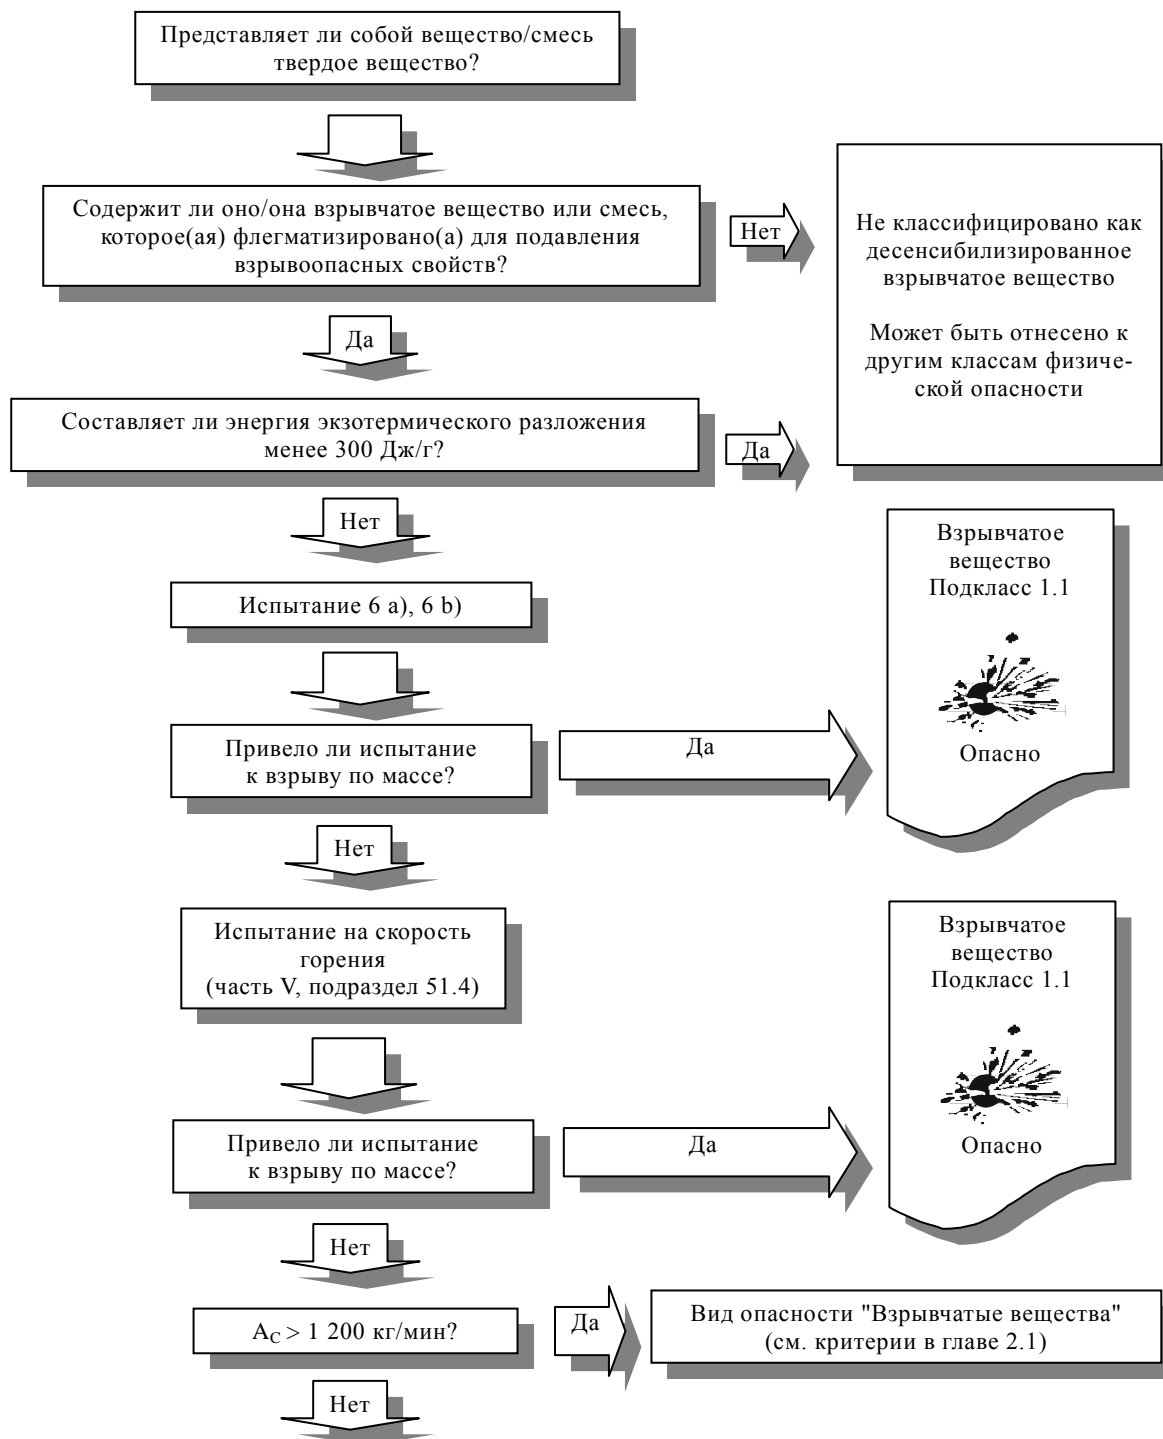 Представляет ли собой вещество/смесь
твердое вещество?
Содержит ли оно/она взрывчатое вещество или смесь,
которое(ая) флегматизировано(а) для подавления
взрывоопасных свойств?
Нет
Не классифицировано как
десенсибилизированное
взрывчатое вещество
Может быть отнесено к
другим классам физиче-
ской опасности
Да
Составляет ли энергия экзотермического разложения
менее 300 Дж/г?
Да
Нет
Испытание 6 a), 6 b)
Привело ли испытание
к взрыву по массе?
Да
Взрывчатое
вещество
Подкласс 1.1
Опасно
Нет
Испытание на скорость
горения
(часть V, подраздел 51.4)
Привело ли испытание
к взрыву по массе?
Да
Взрывчатое
вещество
Подкласс 1.1
Опасно
Нет
AC > 1 200 кг/мин?
Да
Вид опасности "Взрывчатые вещества"
(см. критерии в главе 2.1)
Нет